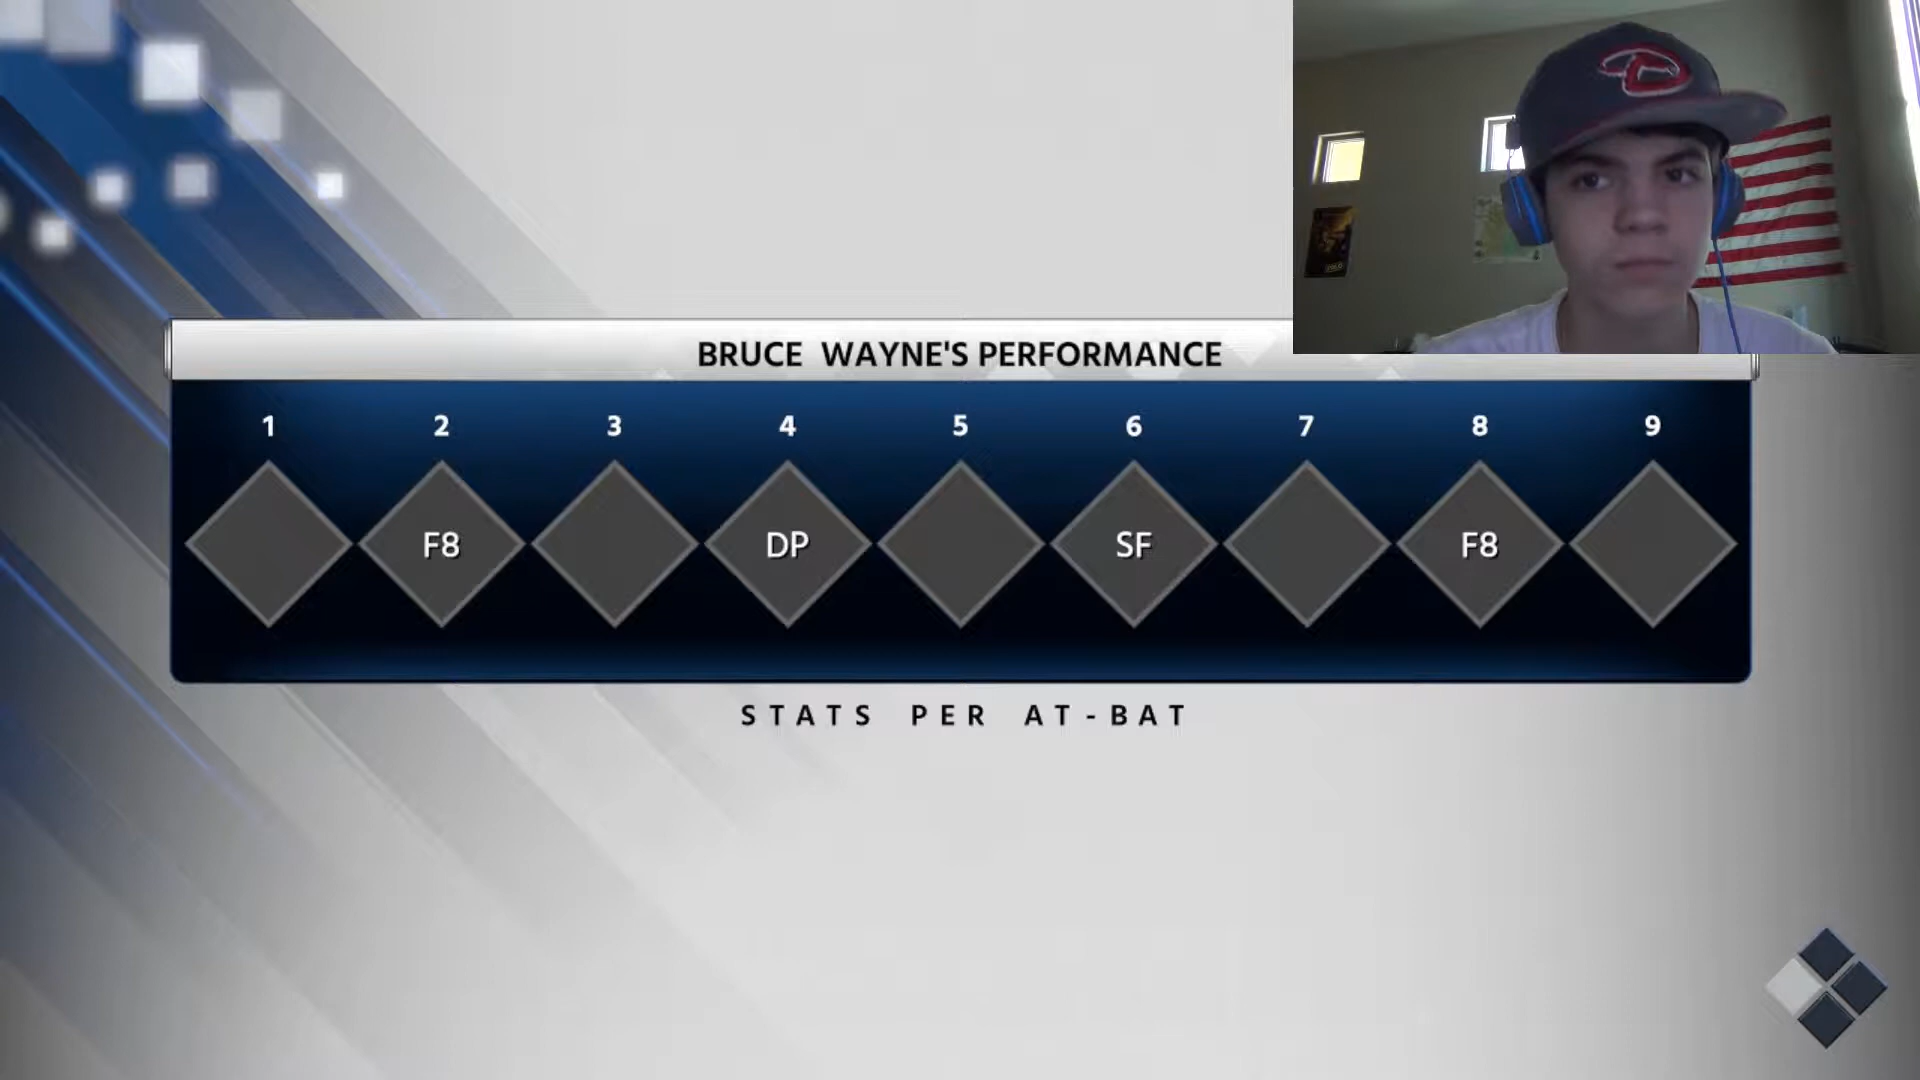 BRUCE WAYNE'S PERFORMANCE
1 2 3 4 5 6 7 8 9
F8 DP SF F8
STATS PER AT-BAT